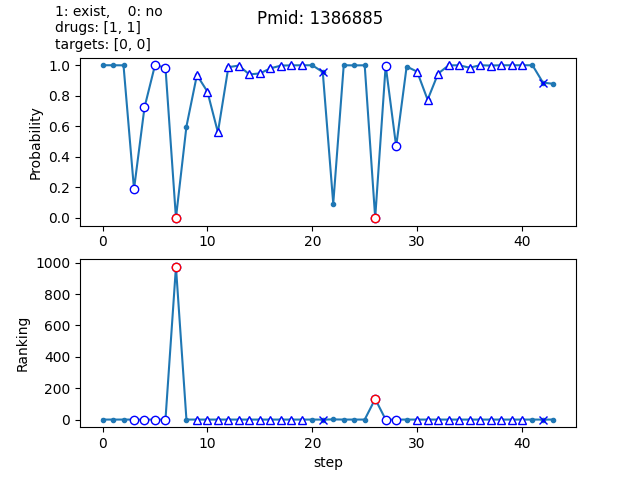 1: exist,    0: no
drugs: [1, 1]
targets: [0, 0]
Pmid: 1386885
Probability
1.0
0.8
0.6
0.4
0.2
0.0
0 10 20 30 40
Ranking
1000
800
600
400
200
0
0 10 20 30 40
step